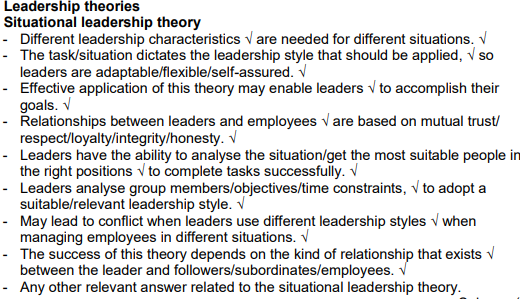 Leadership theories
Situational leadership theory
- Different leadership characteristics √ are needed for different situations. √
- The task/situation dictates the leadership style that should be applied, √ so
leaders are adaptable/flexible/self-assured. √
- Effective application of this theory may enable leaders √ to accomplish their
goals. √
- Relationships between leaders and employees √ are based on mutual trust/
respect/loyalty/integrity/honesty. √
- Leaders have the ability to analyse the situation/get the most suitable people in
the right positions √ to complete tasks successfully. √
- Leaders analyse group members/objectives/time constraints, √ to adopt a
suitable/relevant leadership style. √
- May lead to conflict when leaders use different leadership styles √ when
managing employees in different situations. √
- The success of this theory depends on the kind of relationship that exists √
between the leader and followers/subordinates/employees. √
- Any other relevant answer related to the situational leadership theory.